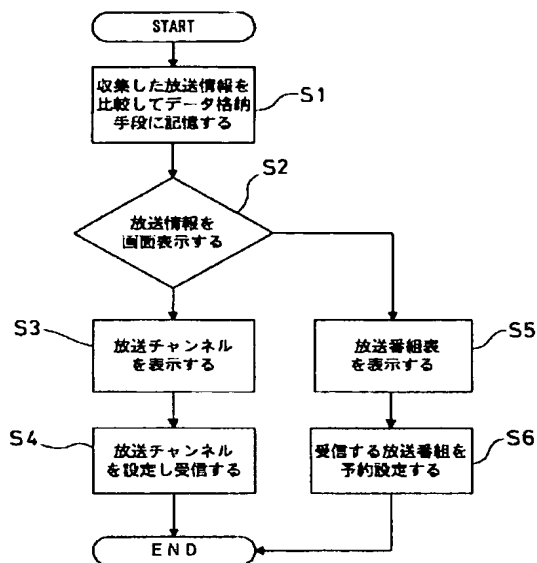 START
収集した放送情報を
比較してデータ格納
手段に記憶する
S1
S2
放送情報を
画面表示する
S3
放送チャンネル
を表示する
放送番組表
を表示する
S5
S4
放送チャンネル
を設定し受信する
受信する放送番組を
予約設定する
S6
END